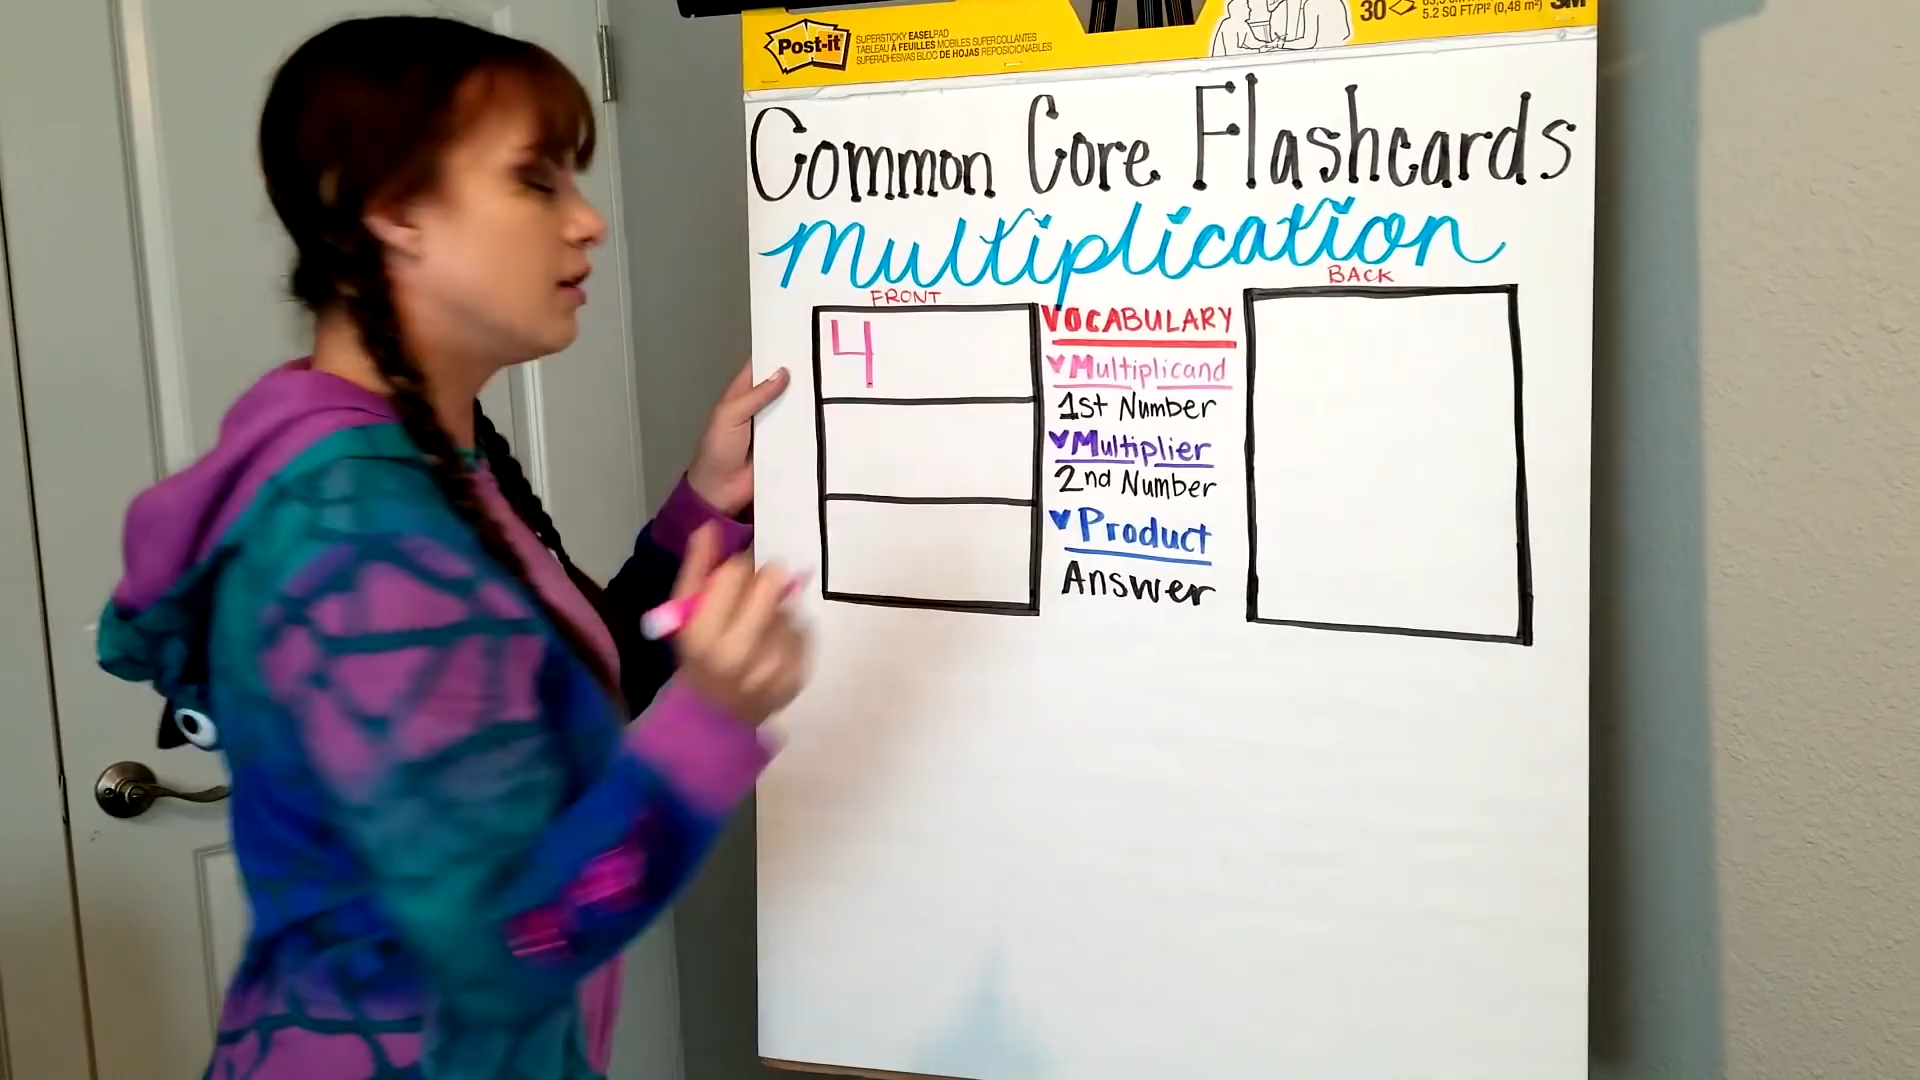 Post-it
SUPERSTICKY EASELPAD
TABLEAU À FEUILLES MOBILES SUPERCOLLANTES
SUPERADHESIVAS BLOC DE HOJAS REPOSICIONABLES
30
5.2 SQ FT/PI² (0,48 m²)
3M
Common Core Flashcards
Multiplication
FRONT
BACK
4
VOCABULARY
Multiplicand
1st Number
Multiplier
2nd Number
Product
Answer